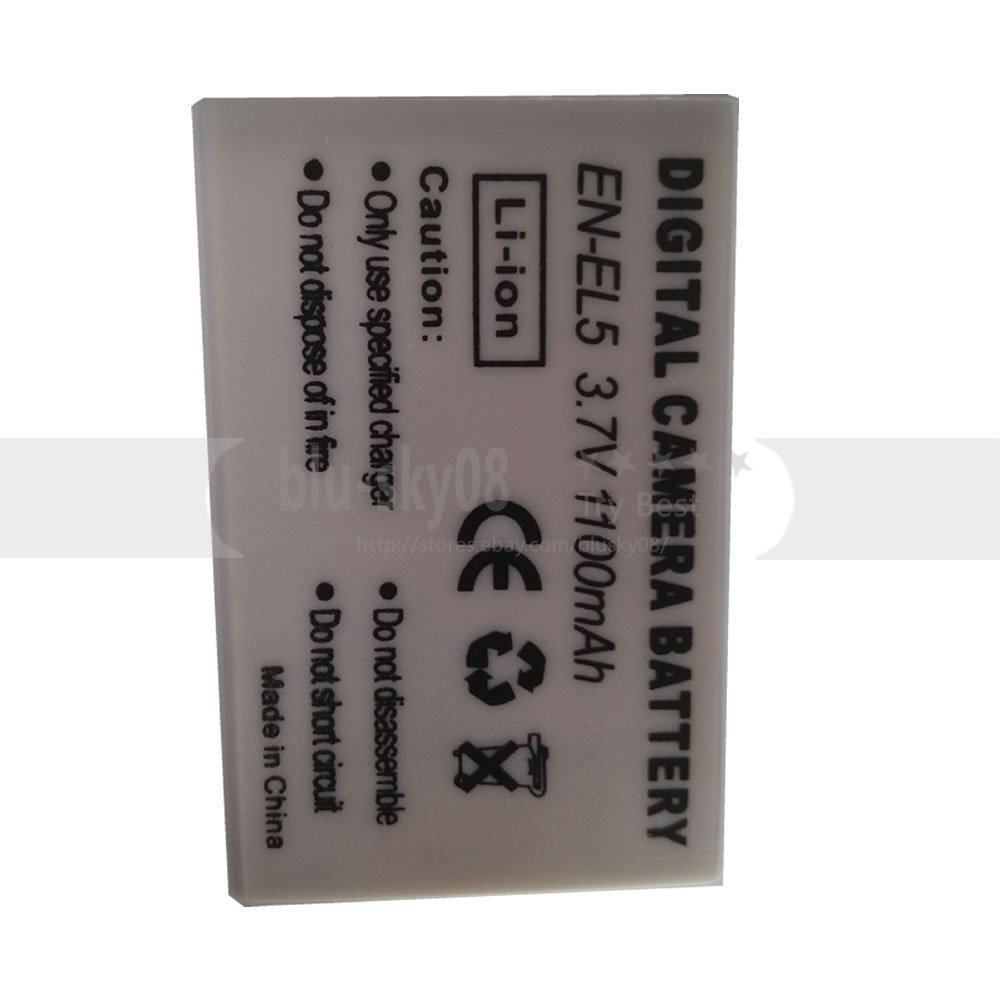 DIGITAL CAMERA BATTERY
EN-EL5 3.7V 1100mAh
Li-ion
CE
Caution:
● Only use specified charger
● Do not disassemble
● Do not dispose of in fire
● Do not short circuit
Made in China
blu-sky08
Try Best
http://stores.ebay.com/blusky08/